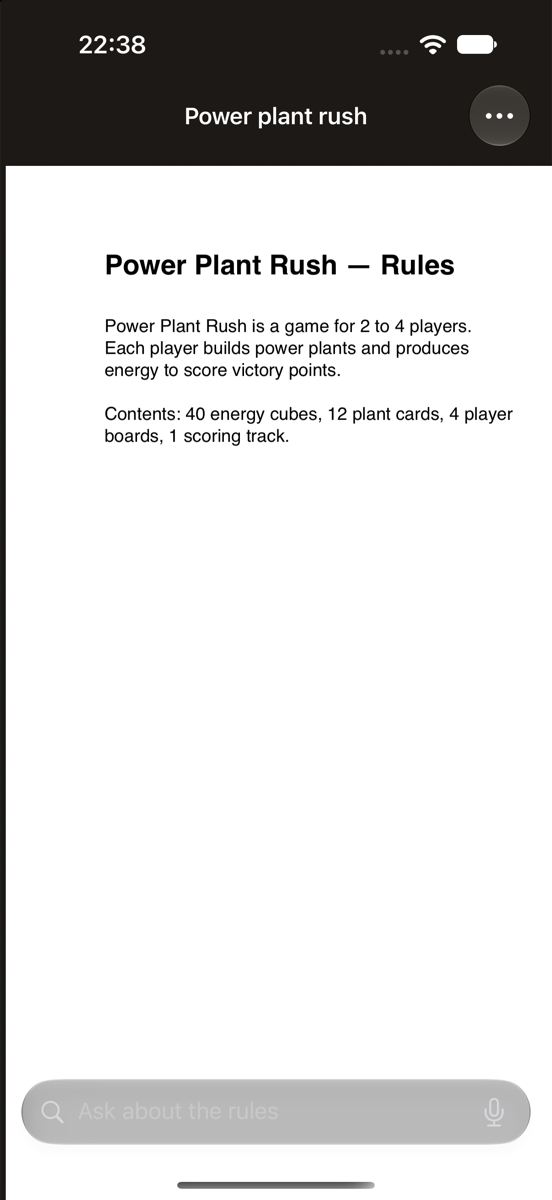 22:38
Power plant rush
Power Plant Rush — Rules
Power Plant Rush is a game for 2 to 4 players.
Each player builds power plants and produces
energy to score victory points.
Contents: 40 energy cubes, 12 plant cards, 4 player
boards, 1 scoring track.
Ask about the rules